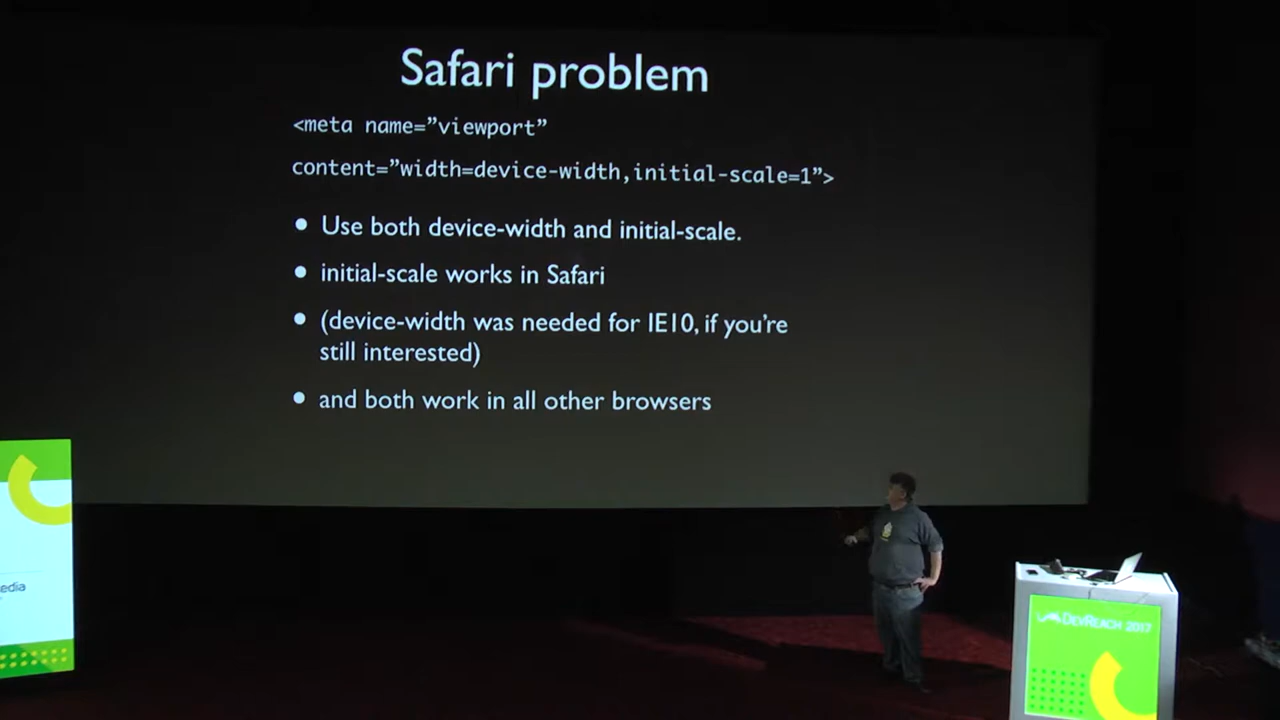 Safari problem
<meta name=”viewport”
content=”width=device-width,initial-scale=1”>
• Use both device-width and initial-scale.
• initial-scale works in Safari
• (device-width was needed for IE10, if you’re
still interested)
• and both work in all other browsers
edia
DEVREACH 2017